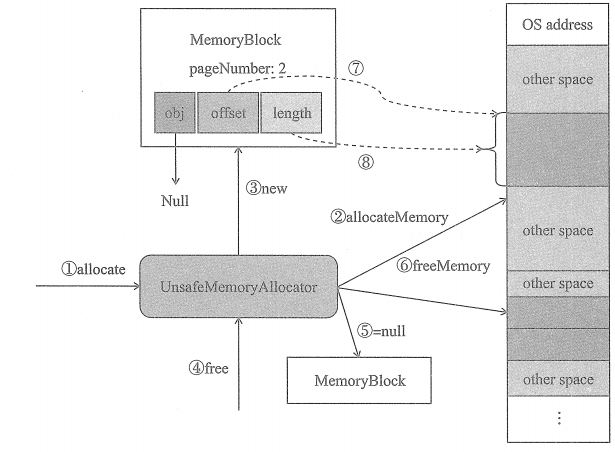 OS address
MemoryBlock
pageNumber: 2
⑦
other space
obj
offset
length
⑧
③new
Null
②allocateMemory
other space
①allocate
⑥freeMemory
UnsafeMemoryAllocator
other space
⑤=null
④free
MemoryBlock
other space
⋮